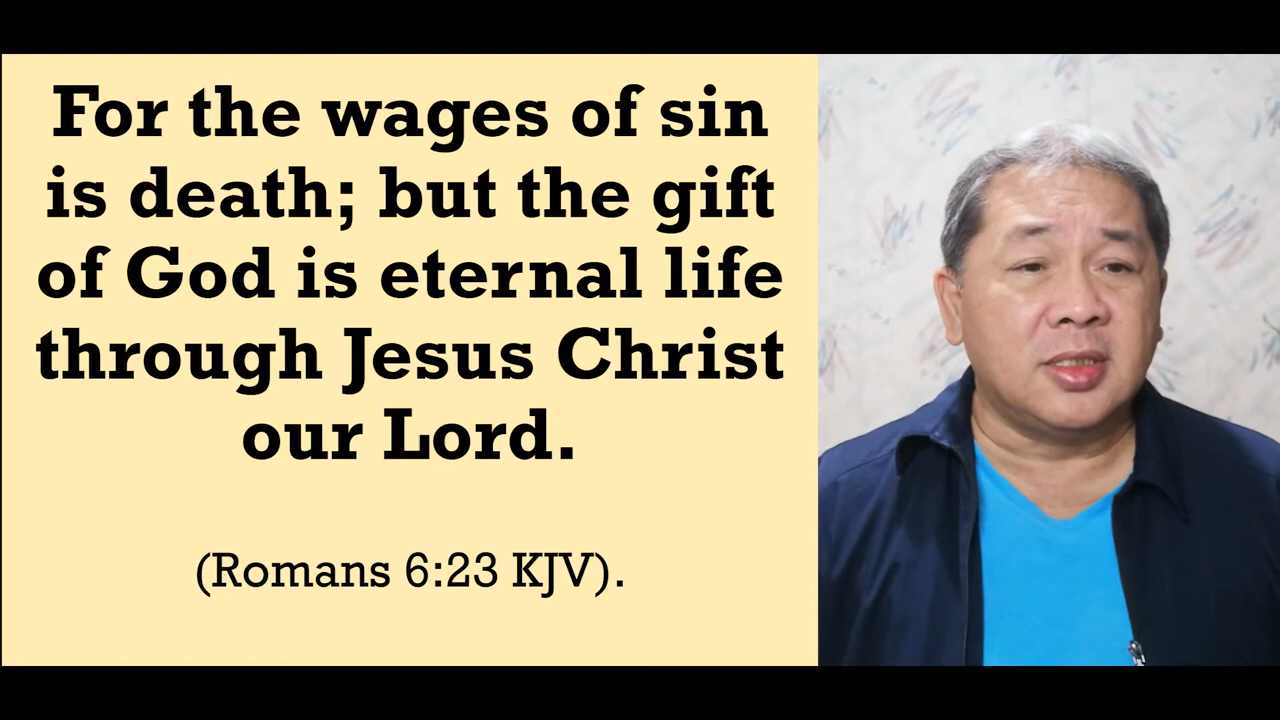 For the wages of sin
is death; but the gift
of God is eternal life
through Jesus Christ
our Lord.
(Romans 6:23 KJV).